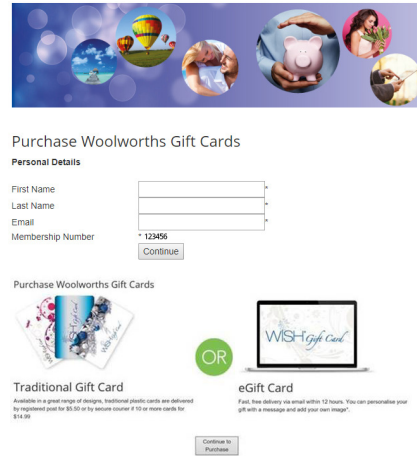 Purchase Woolworths Gift Cards
Personal Details
First Name *
Last Name *
Email *
Membership Number * 123456
Continue
Purchase Woolworths Gift Cards
WISH
WISH
OR
WISH Gift Card
Traditional Gift Card
Available in a great range of designs, traditional plastic cards are delivered
by registered post for $5.50 or by secure courier if 10 or more cards for
$14.99
eGift Card
Fast, free delivery via email within 12 hours. You can personalise your
gift with a message and add your own image*.
Continue to
Purchase